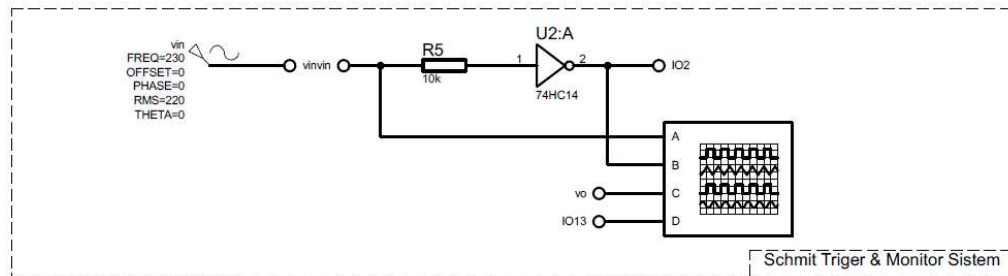 vin
FREQ=230
OFFSET=0
PHASE=0
RMS=220
THETA=0
vinvin
R5
10k
U2:A
1
2
74HC14
IO2
A
B
vo
C
IO13
D
Schmit Triger & Monitor Sistem